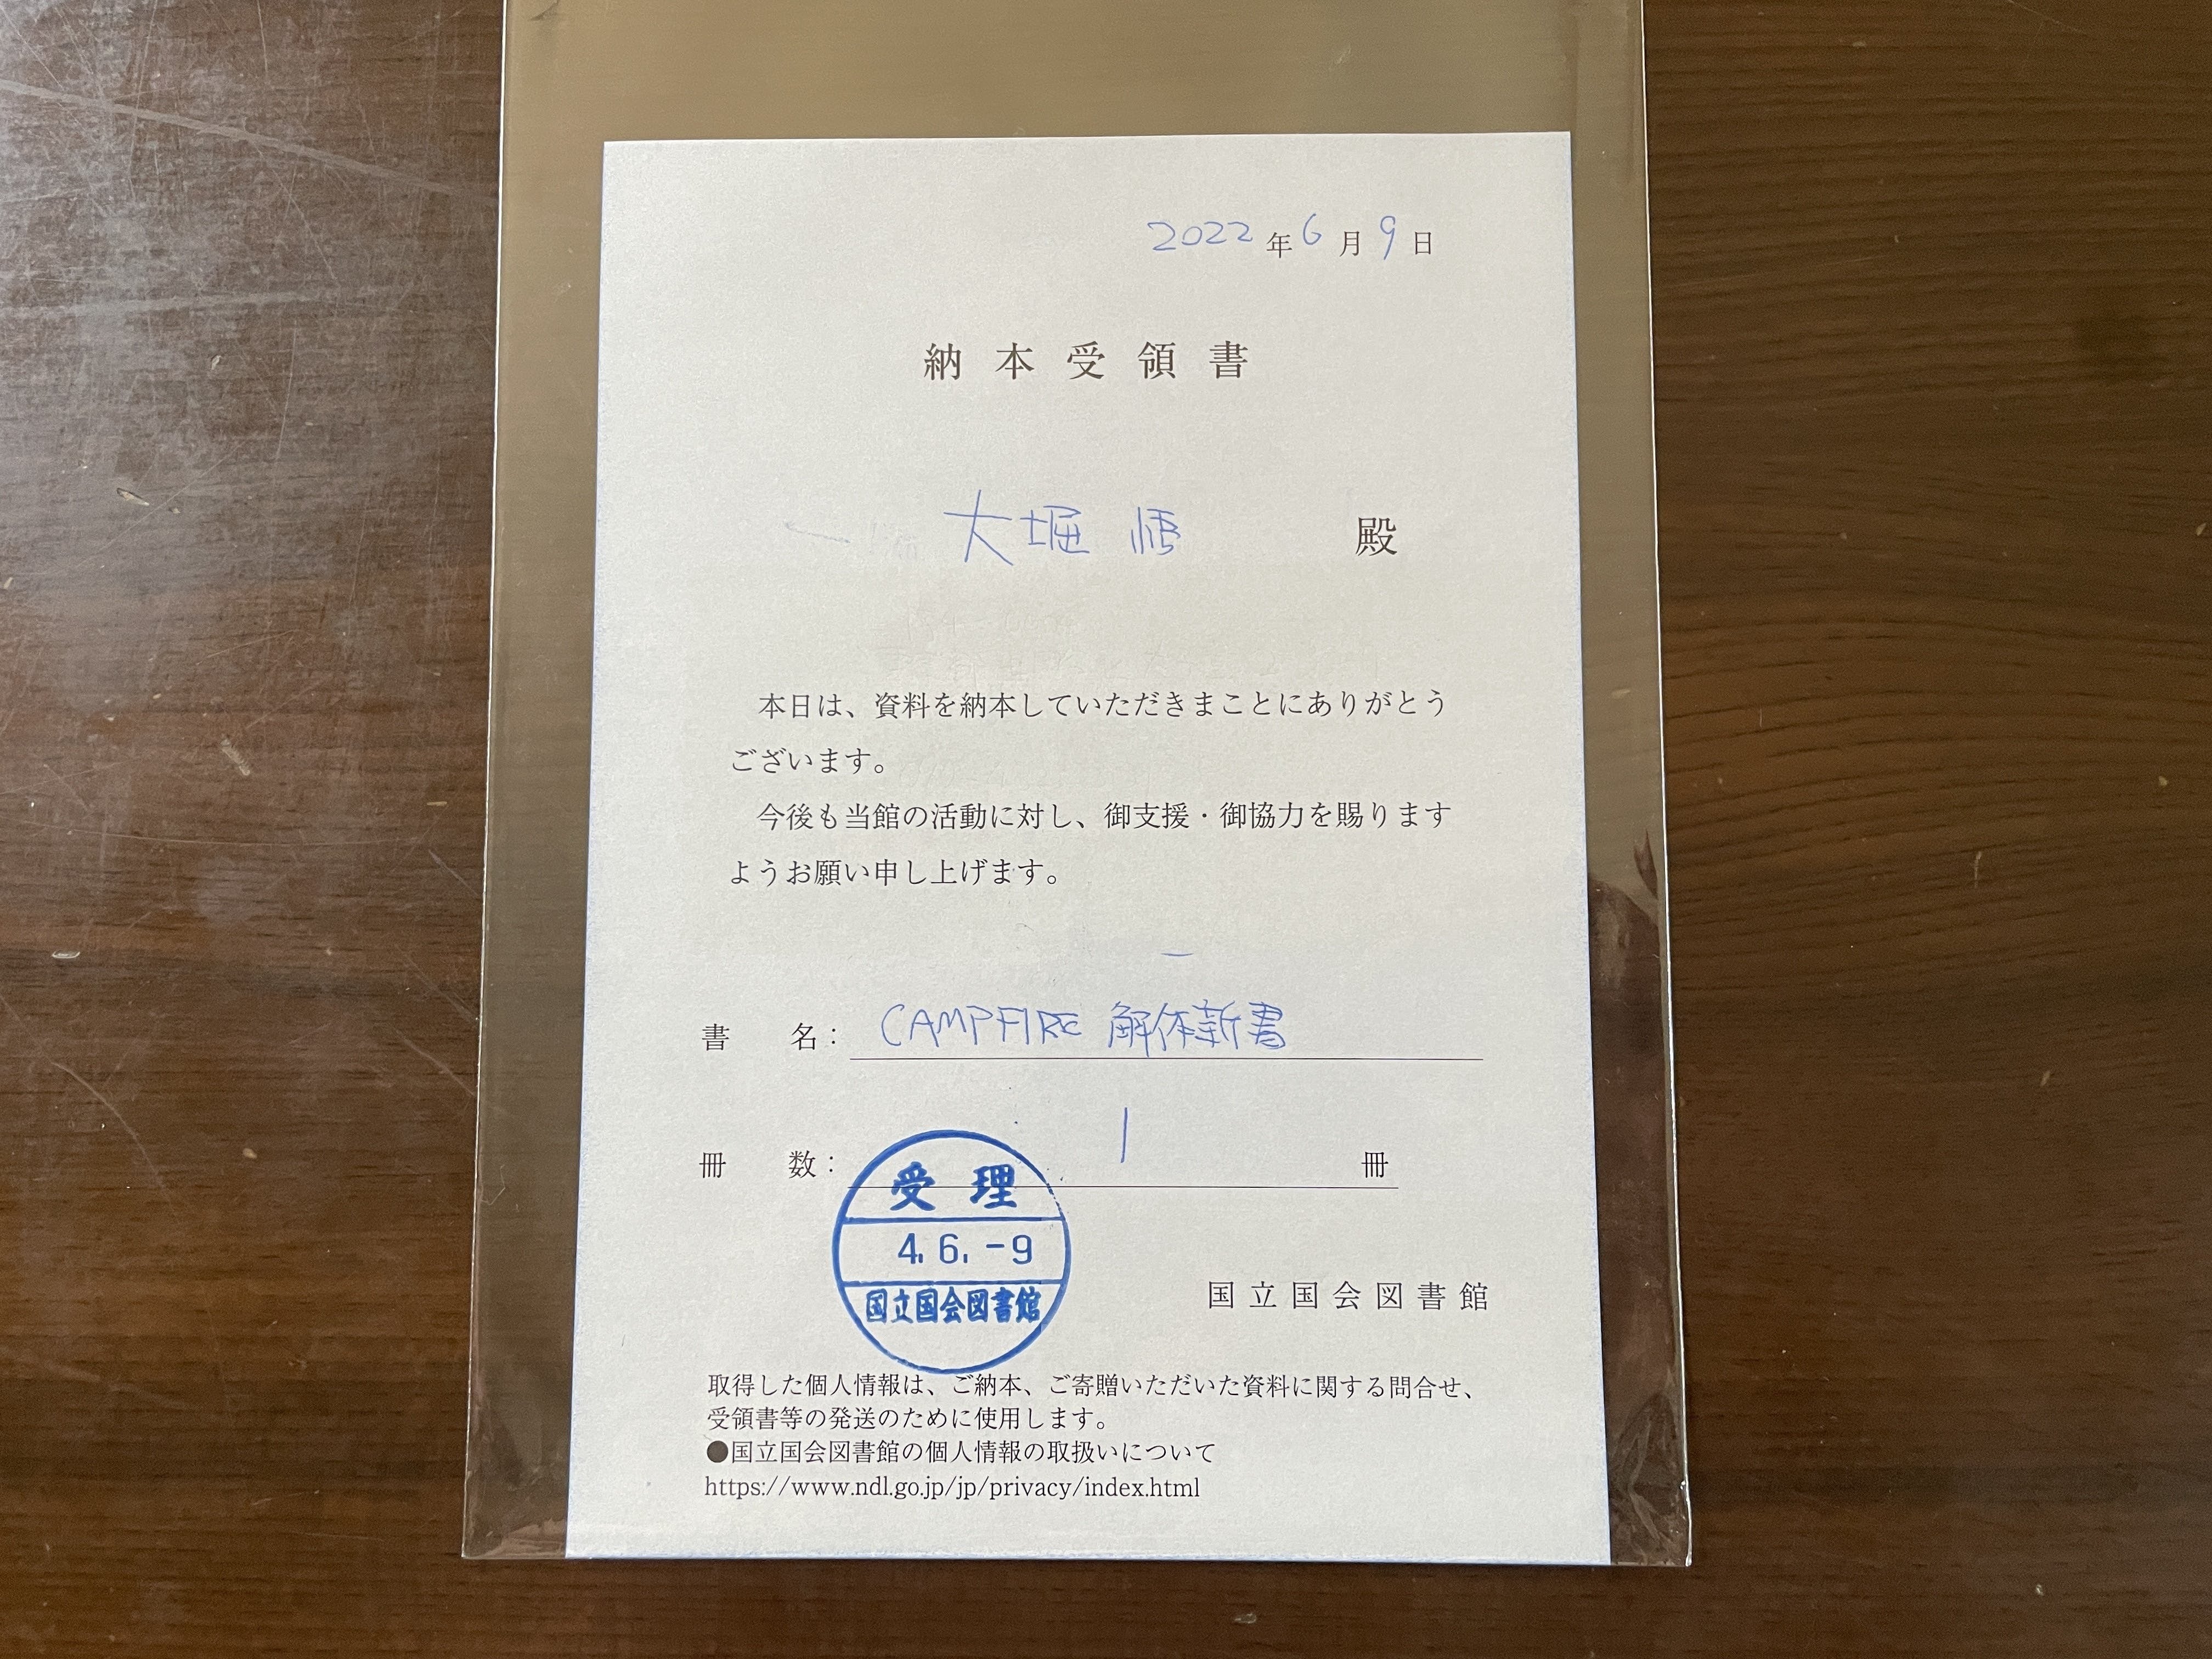 2022年6月9日
納本受領書
大堀 悟 殿
本日は、資料を納本していただきまことにありがとう
ございます。
今後も当館の活動に対し、御支援・御協力を賜ります
ようお願い申し上げます。
書名：CAMPFIRE 解体新書
冊数：1冊
受理
4.6.-9
国立国会図書館
国立国会図書館
取得した個人情報は、ご納本、ご寄贈いただいた資料に関する問合せ、
受領書等の発送のために使用します。
●国立国会図書館の個人情報の取扱いについて
https://www.ndl.go.jp/jp/privacy/index.html